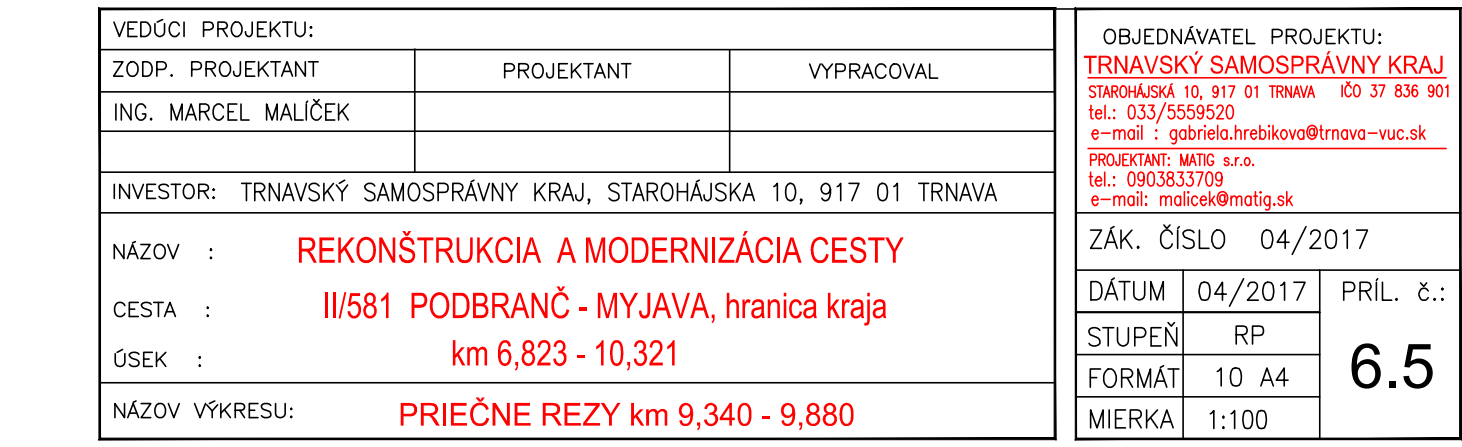 VEDÚCI PROJEKTU:
ZODP. PROJEKTANT PROJEKTANT VYPRACOVAL
ING. MARCEL MALÍČEK
INVESTOR: TRNAVSKÝ SAMOSPRÁVNY KRAJ, STAROHÁJSKA 10, 917 01 TRNAVA
NÁZOV : REKONŠTRUKCIA A MODERNIZÁCIA CESTY
CESTA : II/581 PODBRANČ - MYJAVA, hranica kraja
ÚSEK : km 6,823 - 10,321
NÁZOV VÝKRESU: PRIEČNE REZY km 9,340 - 9,880
OBJEDNÁVATEL PROJEKTU:
TRNAVSKÝ SAMOSPRÁVNY KRAJ
STAROHÁJSKÁ 10, 917 01 TRNAVA IČO 37 836 901
tel.: 033/5559520
e-mail : gabriela.hrebikova@trnava-vuc.sk
PROJEKTANT: MATIG s.r.o.
tel.: 0903833709
e-mail: malicek@matig.sk
ZÁK. ČÍSLO 04/2017
DÁTUM 04/2017 PRÍL. č.:
STUPEŇ RP
6.5
FORMÁT 10 A4
MIERKA 1:100